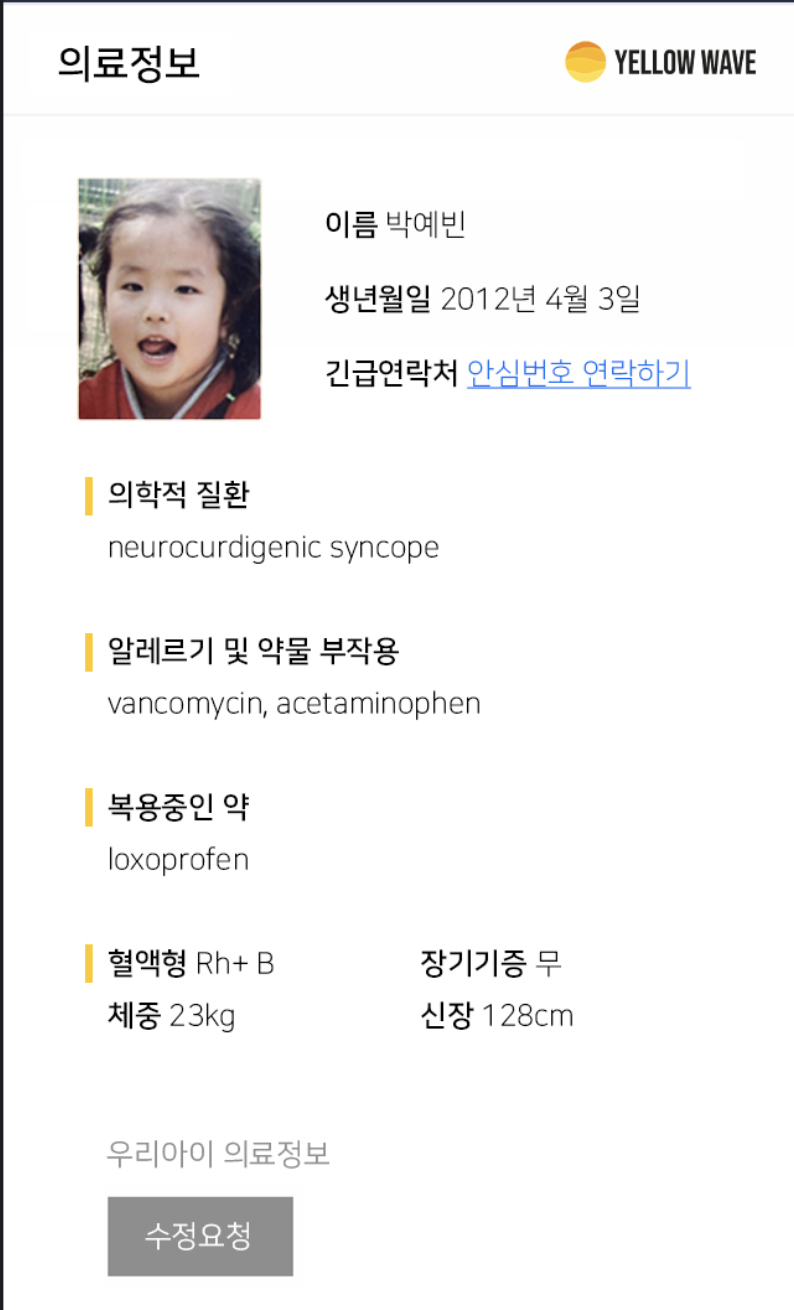 의료정보
YELLOW WAVE
이름 박예빈
생년월일 2012년 4월 3일
긴급연락처 안심번호 연락하기
의학적 질환
neurocurdigenic syncope
알레르기 및 약물 부작용
vancomycin, acetaminophen
복용중인 약
loxoprofen
혈액형 Rh+ B
장기기증 무
체중 23kg
신장 128cm
우리아이 의료정보
수정요청